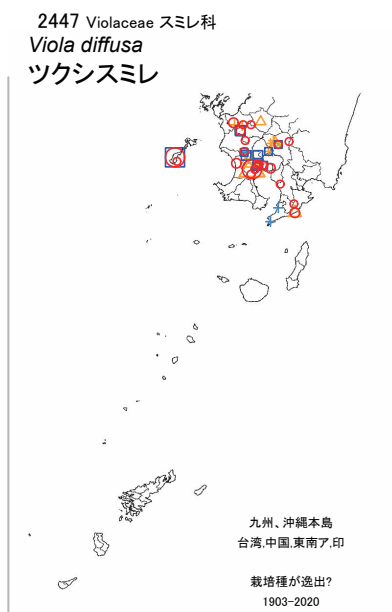 2447 Violaceae スミレ科
Viola diffusa
ツクシスミレ
九州、沖縄本島
台湾,中国,東南ア,印
栽培種が逸出?
1903-2020